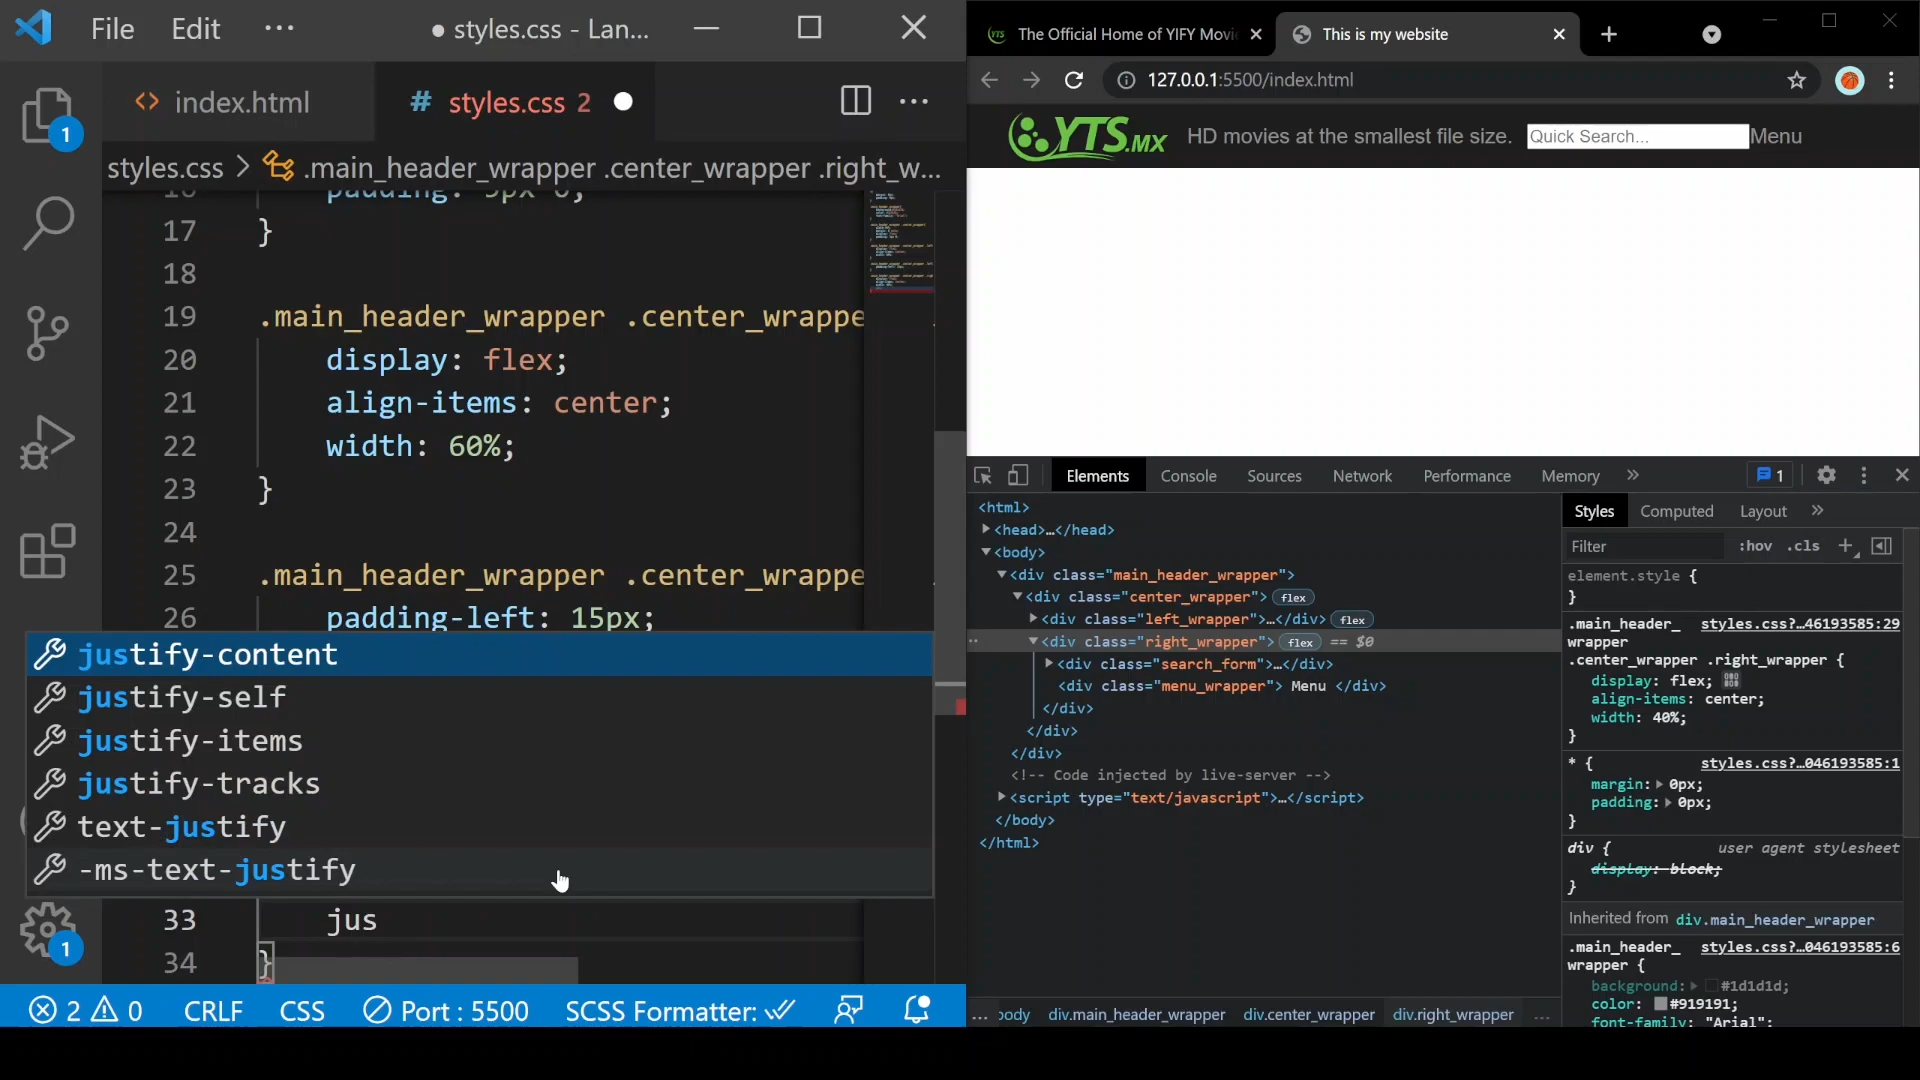 File Edit ···
● styles.css - Lan...
<> index.html
# styles.css 2
styles.css > .main_header_wrapper .center_wrapper .right_w...
1
16 padding: 5px 0;
17 }
18
19 .main_header_wrapper .center_wrappe
20 display: flex;
21 align-items: center;
22 width: 60%;
23 }
24
25 .main_header_wrapper .center_wrappe
26 padding-left: 15px;
justify-content
justify-self
justify-items
justify-tracks
text-justify
-ms-text-justify
33 jus
34 }
1
2 0 CRLF CSS Port : 5500 SCSS Formatter:
YTS The Official Home of YIFY Movi
This is my website
127.0.0.1:5500/index.html
YTS.MX HD movies at the smallest file size. Quick Search... Menu
Elements Console Sources Network Performance Memory » 1
<html>
<head>…</head>
<body>
<div class="main_header_wrapper">
<div class="center_wrapper"> flex
<div class="left_wrapper">…</div> flex
<div class="right_wrapper"> flex == $0
<div class="search_form">…</div>
<div class="menu_wrapper"> Menu </div>
</div>
</div>
</div>
<!-- Code injected by live-server -->
<script type="text/javascript">…</script>
</body>
</html>
... body div.main_header_wrapper div.center_wrapper div.right_wrapper ...
Styles Computed Layout »
Filter :hov .cls +
element.style {
}
.main_header_ styles.css?…46193585:29
wrapper
.center_wrapper .right_wrapper {
display: flex;
align-items: center;
width: 40%;
}
* { styles.css?…046193585:1
margin: 0px;
padding: 0px;
}
div { user agent stylesheet
display: block;
}
Inherited from div.main_header_wrapper
.main_header_ styles.css?…046193585:6
wrapper {
background: #1d1d1d;
color: #919191;
font-family: "Arial";